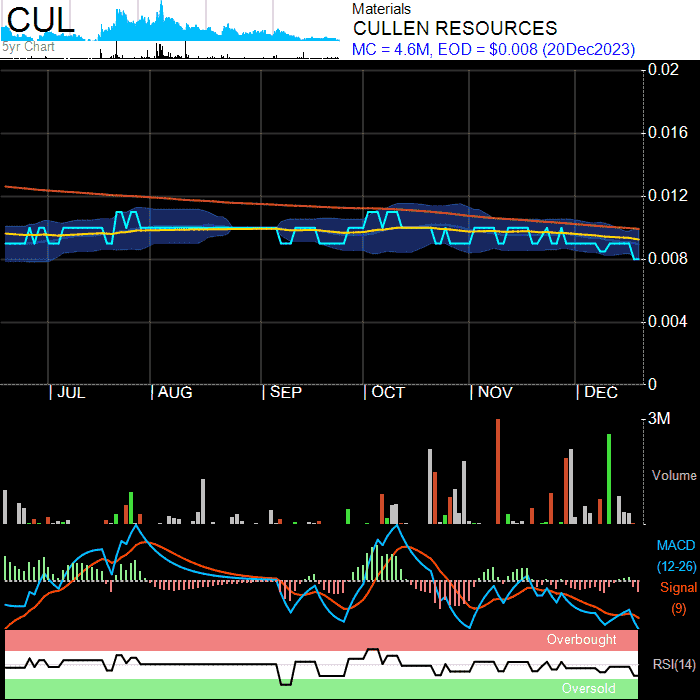 CUL
5yr Chart
Materials
CULLEN RESOURCES
MC = 4.6M, EOD = $0.008 (20Dec2023)
0.02
0.016
0.012
0.008
0.004
0
JUL AUG SEP OCT NOV DEC
3M
Volume
MACD
(12-26)
Signal
(9)
Overbought
RSI(14)
Oversold